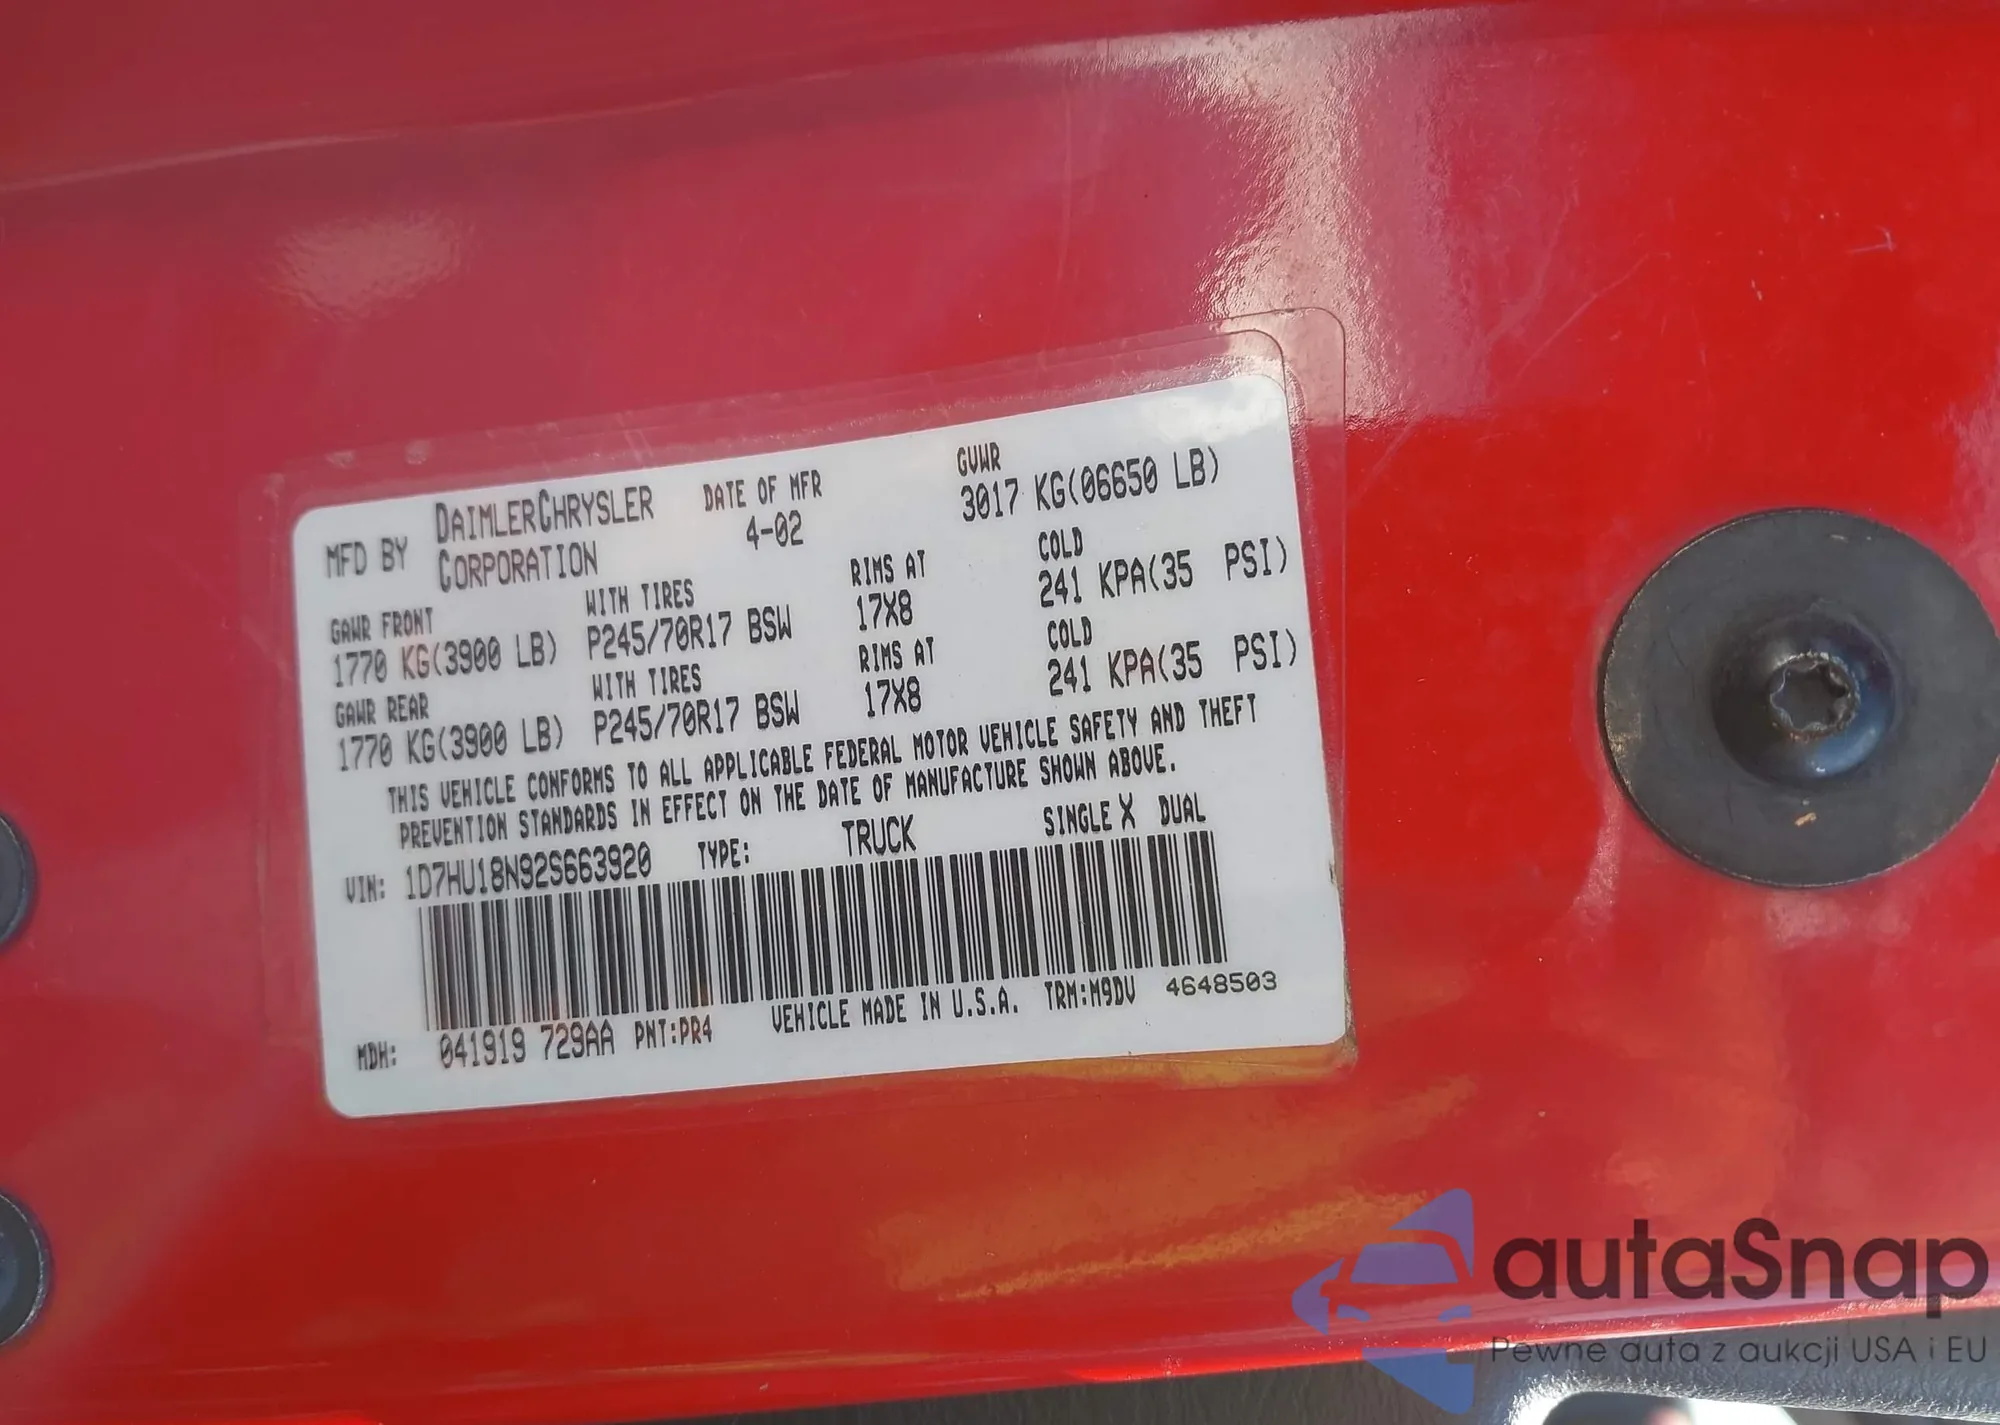 MFD BY DAIMLERCHRYSLER CORPORATION
DATE OF MFR
4-02
GVWR
3017 KG(06650 LB)
GAWR FRONT WITH TIRES RIMS AT COLD
1770 KG(3900 LB) P245/70R17 BSW 17X8 241 KPA(35 PSI)
GAWR REAR WITH TIRES RIMS AT COLD
1770 KG(3900 LB) P245/70R17 BSW 17X8 241 KPA(35 PSI)
THIS VEHICLE CONFORMS TO ALL APPLICABLE FEDERAL MOTOR VEHICLE SAFETY AND THEFT
PREVENTION STANDARDS IN EFFECT ON THE DATE OF MANUFACTURE SHOWN ABOVE.
VIN: 1D7HU18N92S663920 TYPE: TRUCK SINGLE X DUAL
MDH: 041919 729AA PNT:PR4 VEHICLE MADE IN U.S.A. TRM:M9DV 4648503
autaSnap
Pewne auta z aukcji USA i EU